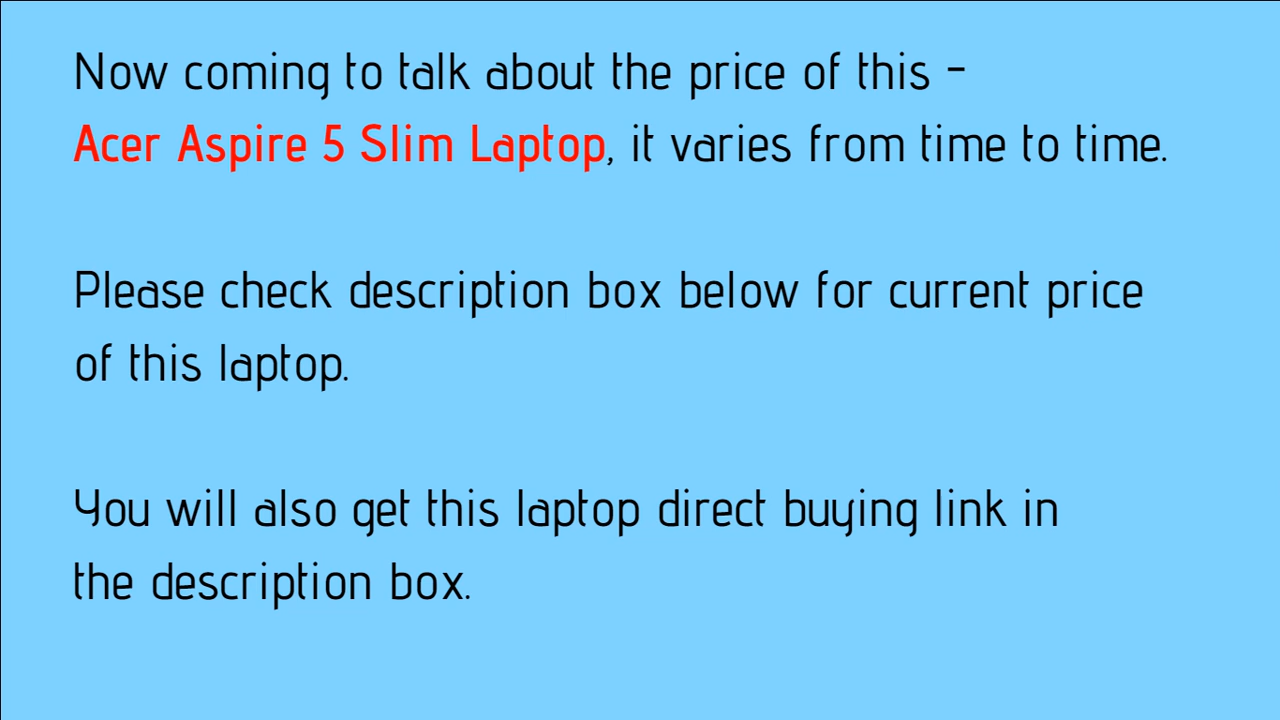 Now coming to talk about the price of this -
Acer Aspire 5 Slim Laptop, it varies from time to time.
Please check description box below for current price
of this laptop.
You will also get this laptop direct buying link in
the description box.